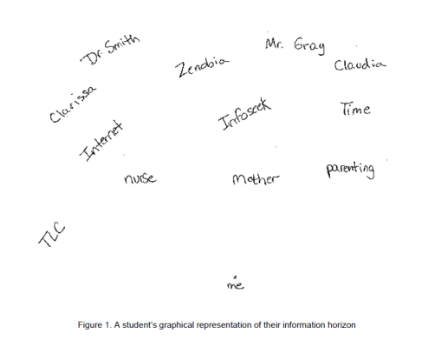 Dr. Smith
Zenobia
Mr. Gray
Claudia
Clarissa
Infoseek
Time
Internet
nurse
Mother
parenting
TLC
me
Figure 1. A student's graphical representation of their information horizon